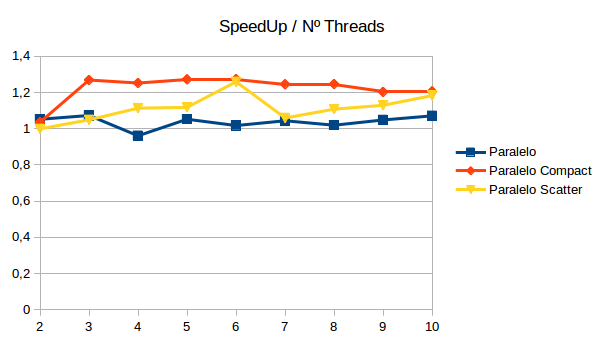 SpeedUp / Nº Threads
1,4
1,2
1
0,8
0,6
0,4
0,2
0
2 3 4 5 6 7 8 9 10
Paralelo
Paralelo Compact
Paralelo Scatter